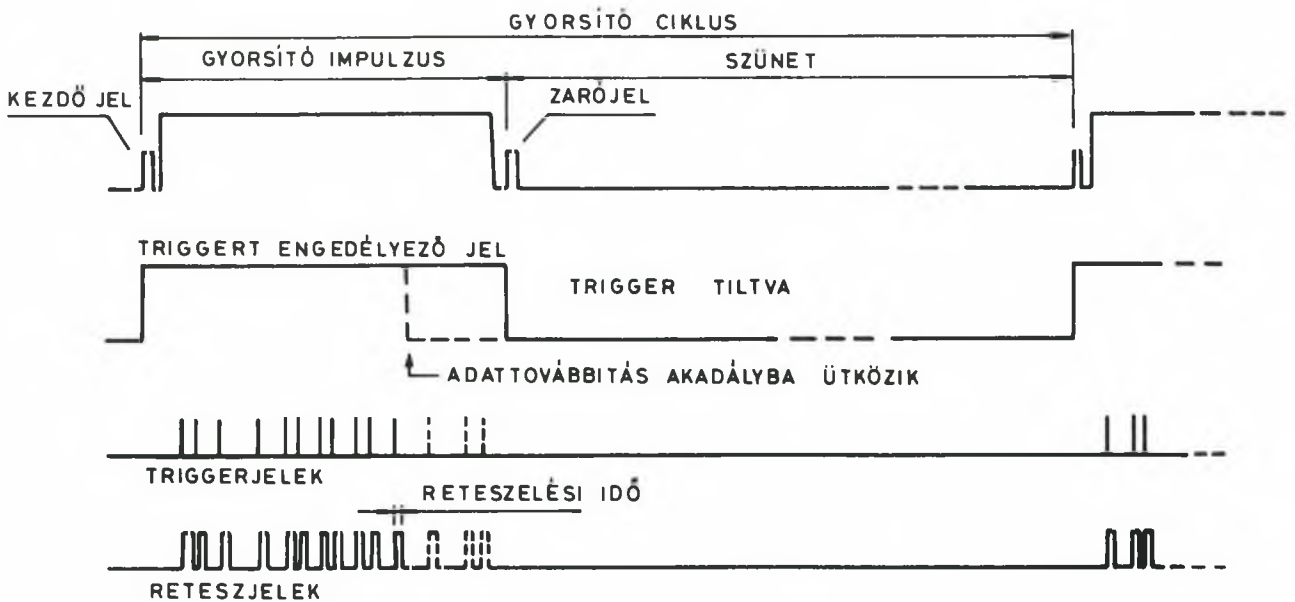 GYORSÍTÓ CIKLUS
GYORSÍTÓ IMPULZUS
SZÜNET
KEZDŐ JEL
ZARÓJEL
TRIGGERT ENGEDÉLYEZŐ JEL
TRIGGER TILTVA
ADATTOVÁBBITÁS AKADÁLYBA ÜTKÖZIK
TRIGGERJELEK
RETESZELÉSI IDŐ
RETESZJELEK